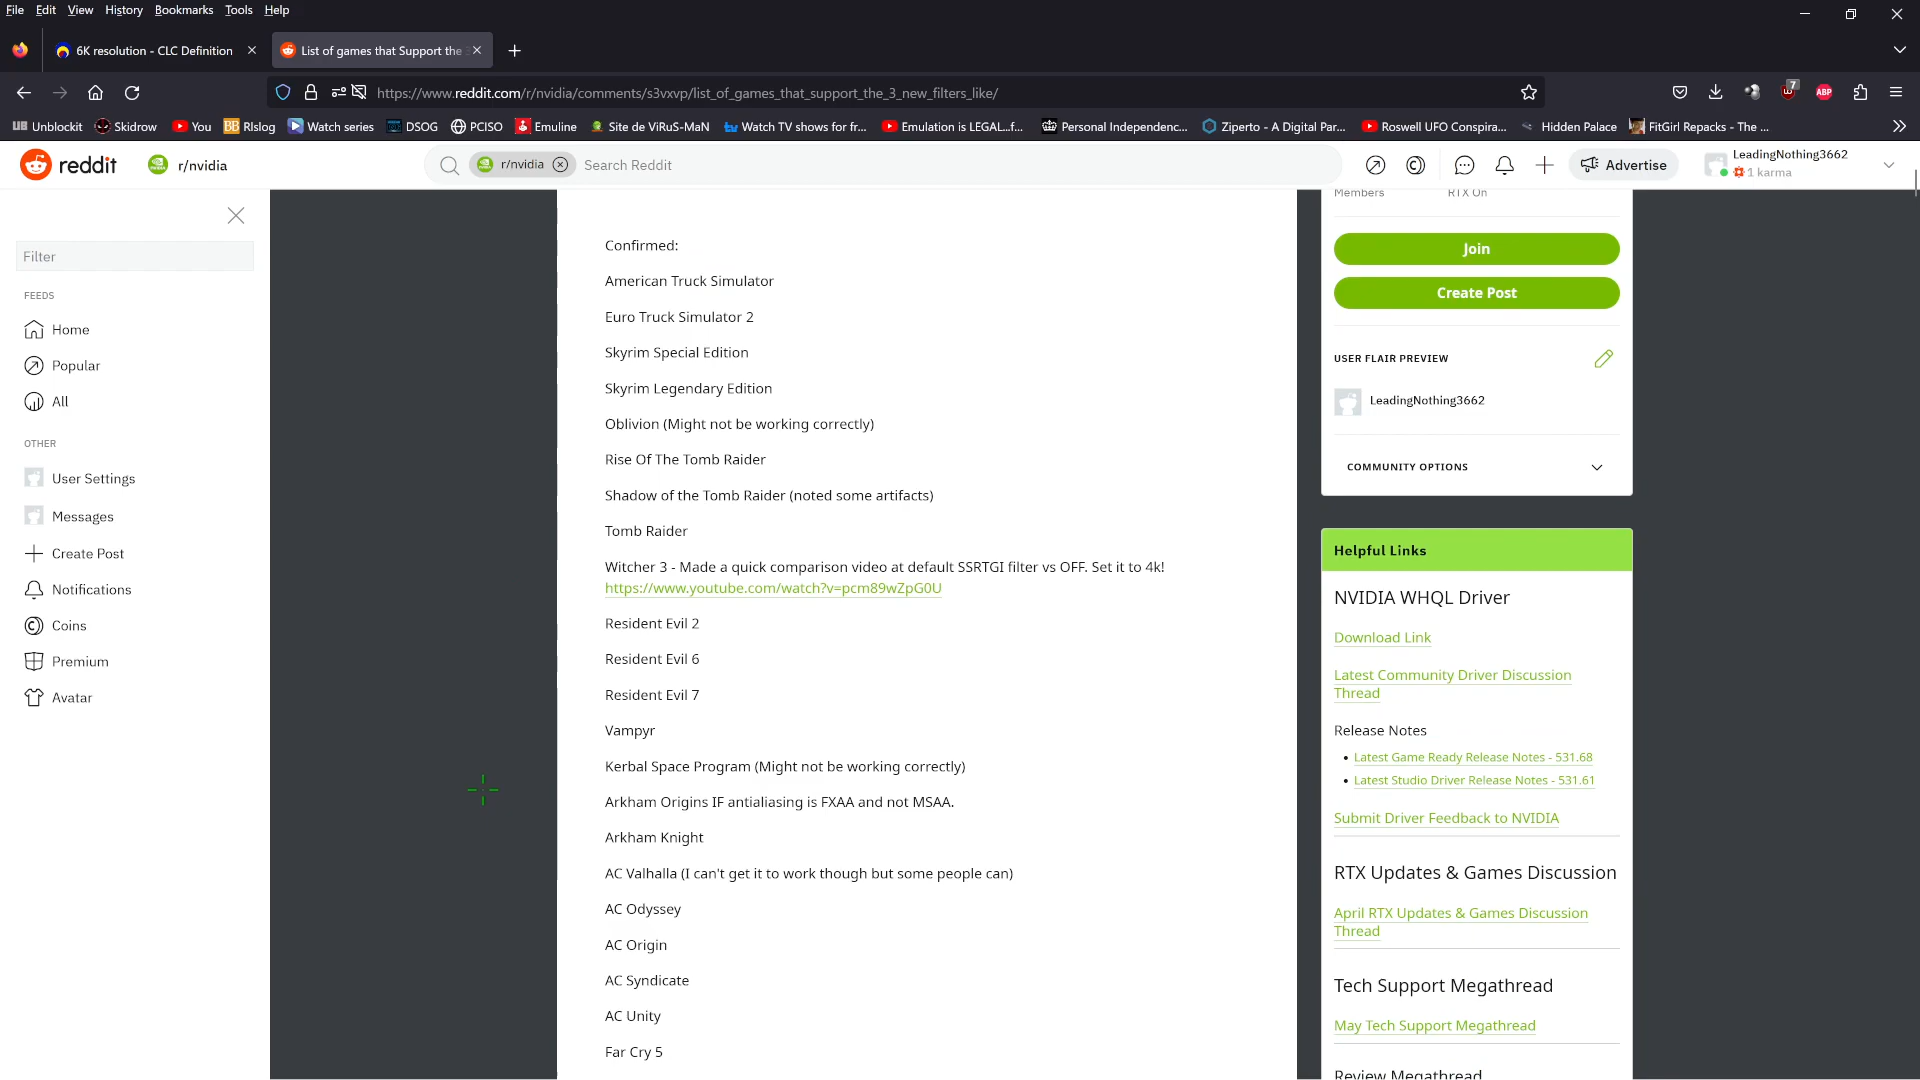 File Edit View History Bookmarks Tools Help
6K resolution - CLC Definition
List of games that Support the 3
https://www.reddit.com/r/nvidia/comments/s3vxvp/list_of_games_that_support_the_3_new_filters_like/
7
ABP
UB Unblockit
Skidrow
You
BB RIslog
Watch series
DSOG
PCISO
Emuline
Site de ViRuS-MaN
Watch TV shows for fr...
Emulation is LEGAL...f...
Personal Independenc...
Ziperto - A Digital Par...
Roswell UFO Conspira...
Hidden Palace
FitGirl Repacks - The ...
reddit
r/nvidia
r/nvidia
Search Reddit
Advertise
LeadingNothing3662
1 karma
Filter
FEEDS
Home
Popular
All
OTHER
User Settings
Messages
Create Post
Notifications
Coins
Premium
Avatar
Confirmed:
American Truck Simulator
Euro Truck Simulator 2
Skyrim Special Edition
Skyrim Legendary Edition
Oblivion (Might not be working correctly)
Rise Of The Tomb Raider
Shadow of the Tomb Raider (noted some artifacts)
Tomb Raider
Witcher 3 - Made a quick comparison video at default SSRTGI filter vs OFF. Set it to 4k!
https://www.youtube.com/watch?v=pcm89wZpG0U
Resident Evil 2
Resident Evil 6
Resident Evil 7
Vampyr
Kerbal Space Program (Might not be working correctly)
Arkham Origins IF antialiasing is FXAA and not MSAA.
Arkham Knight
AC Valhalla (I can't get it to work though but some people can)
AC Odyssey
AC Origin
AC Syndicate
AC Unity
Far Cry 5
Members
RTX On
Join
Create Post
USER FLAIR PREVIEW
LeadingNothing3662
COMMUNITY OPTIONS
Helpful Links
NVIDIA WHQL Driver
Download Link
Latest Community Driver Discussion
Thread
Release Notes
• Latest Game Ready Release Notes - 531.68
• Latest Studio Driver Release Notes - 531.61
Submit Driver Feedback to NVIDIA
RTX Updates & Games Discussion
April RTX Updates & Games Discussion
Thread
Tech Support Megathread
May Tech Support Megathread
Review Megathread